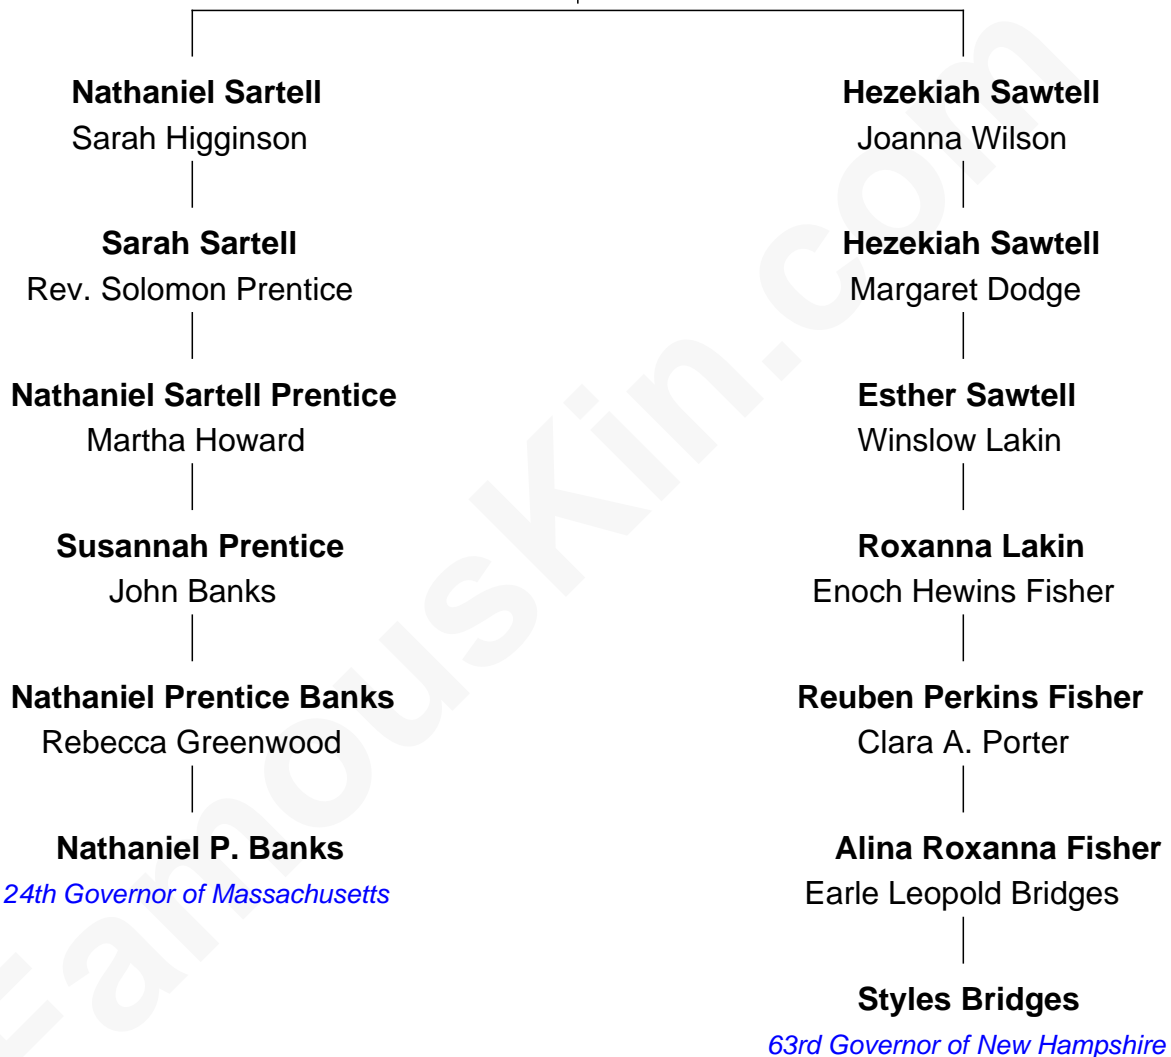 Nathaniel Sartell
Sarah Higginson
Sarah Sartell
Rev. Solomon Prentice
Nathaniel Sartell Prentice
Martha Howard
Susannah Prentice
John Banks
Nathaniel Prentice Banks
Rebecca Greenwood
Nathaniel P. Banks
24th Governor of Massachusetts
Hezekiah Sawtell
Joanna Wilson
Hezekiah Sawtell
Margaret Dodge
Esther Sawtell
Winslow Lakin
Roxanna Lakin
Enoch Hewins Fisher
Reuben Perkins Fisher
Clara A. Porter
Alina Roxanna Fisher
Earle Leopold Bridges
Styles Bridges
63rd Governor of New Hampshire
FamousKin.com